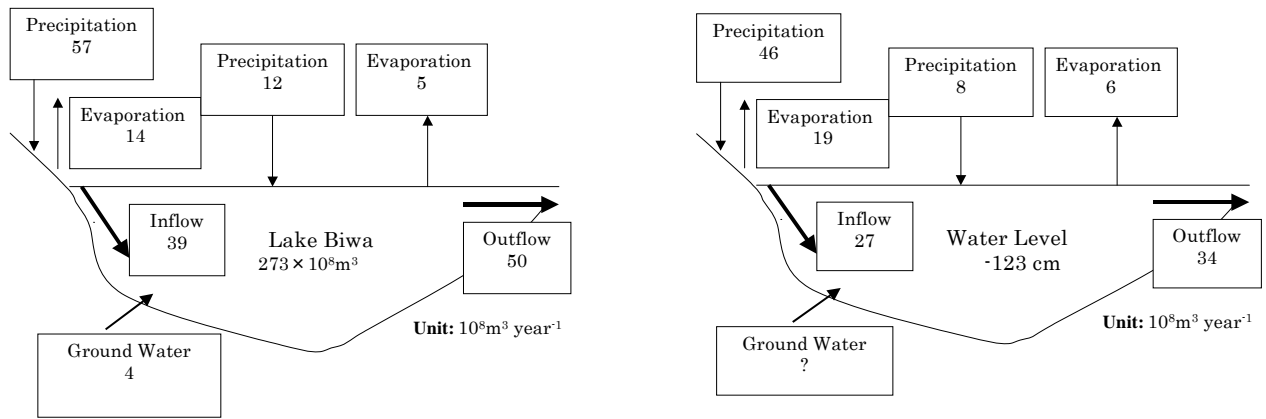 Precipitation
57
Precipitation
12
Evaporation
5
Evaporation
14
Inflow
39
Lake Biwa
273×10⁸m³
Outflow
50
Unit: 10⁸m³ year⁻¹
Ground Water
4
Precipitation
46
Precipitation
8
Evaporation
6
Evaporation
19
Inflow
27
Water Level
-123 cm
Outflow
34
Unit: 10⁸m³ year⁻¹
Ground Water
?